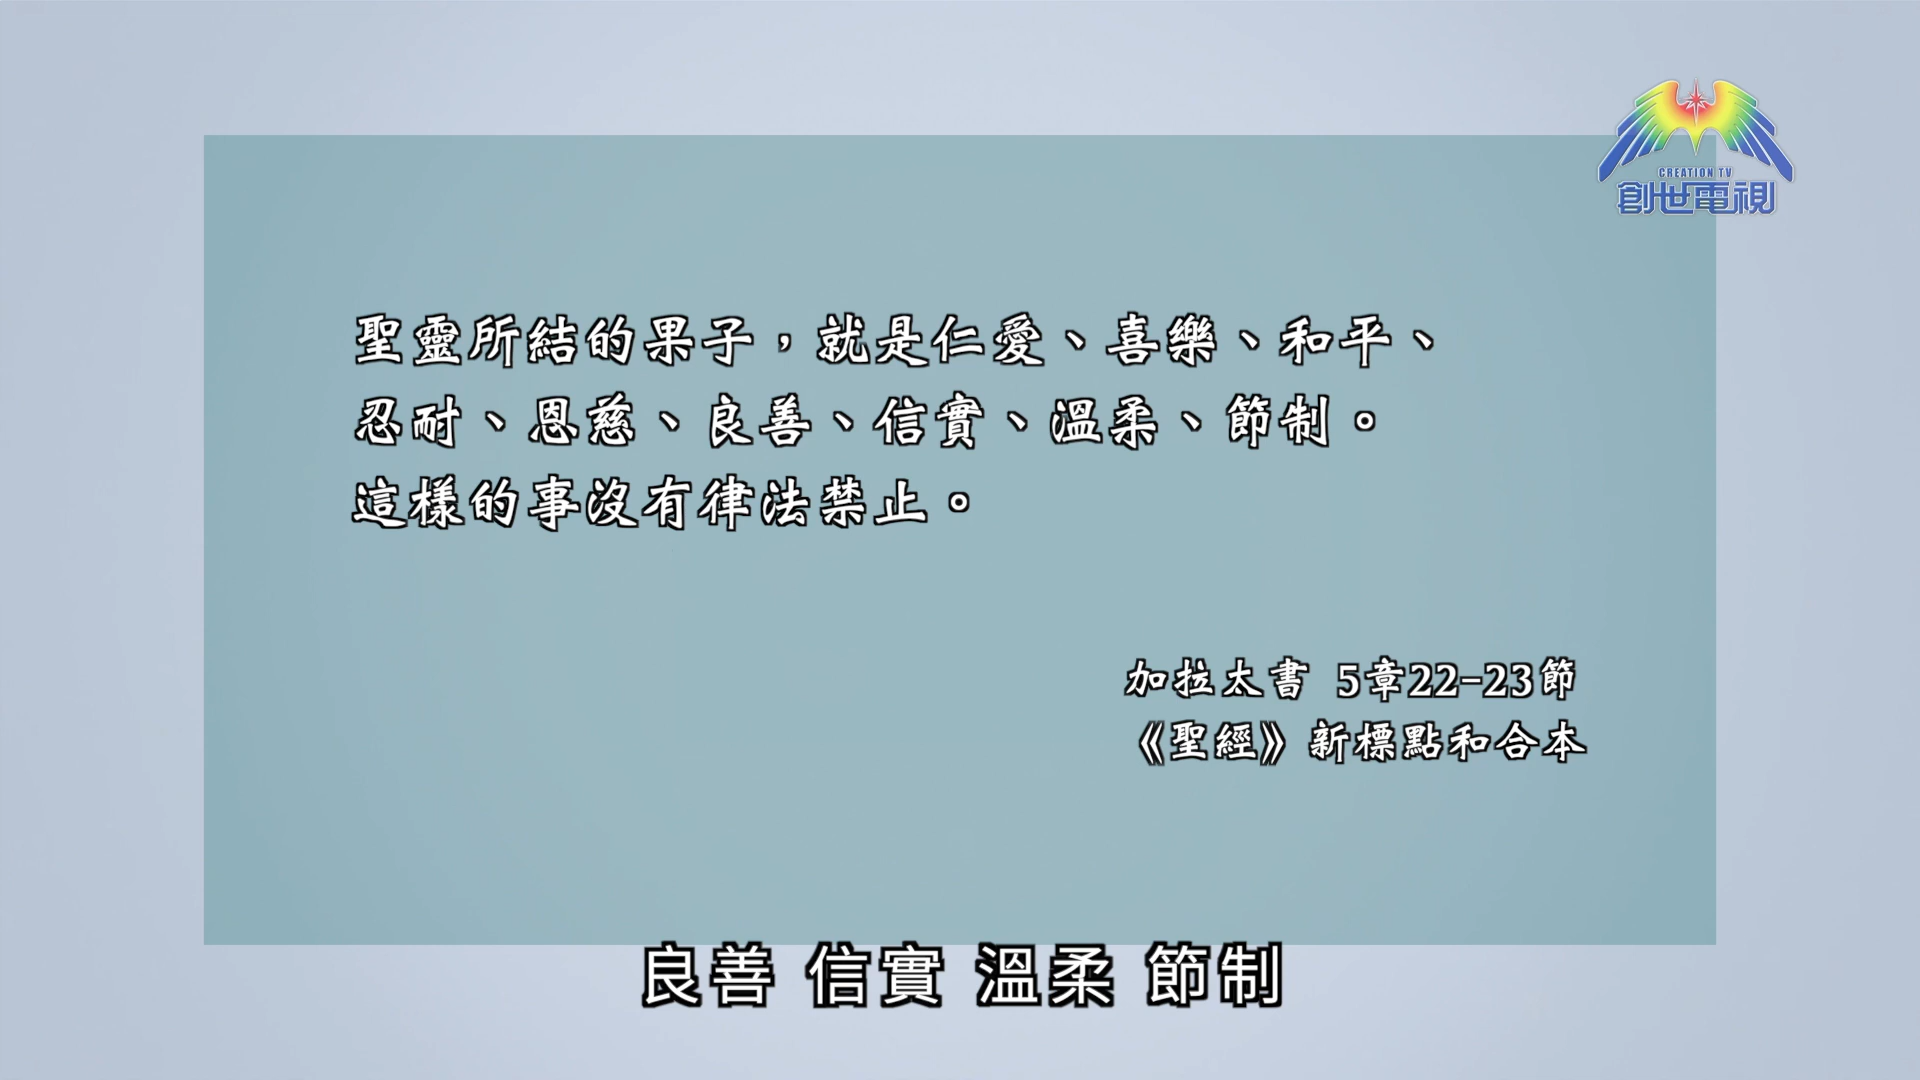 CREATION TV
創世電視
聖靈所結的果子，就是仁愛、喜樂、和平、
忍耐、恩慈、良善、信實、溫柔、節制。
這樣的事沒有律法禁止。
加拉太書 5章22-23節
《聖經》新標點和合本
良善 信實 溫柔 節制